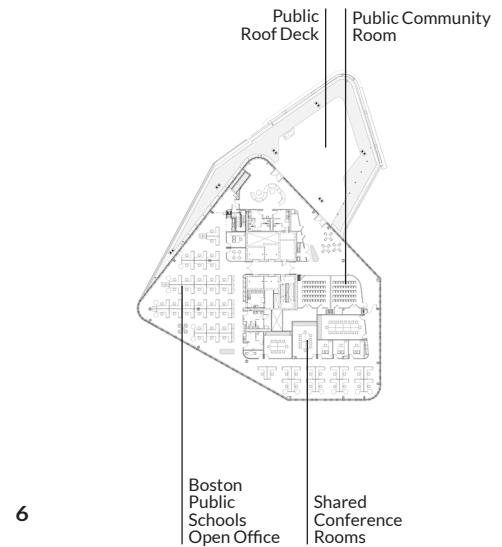 Public
Roof Deck
Public Community
Room
6
Boston
Public
Schools
Open Office
Shared
Conference
Rooms